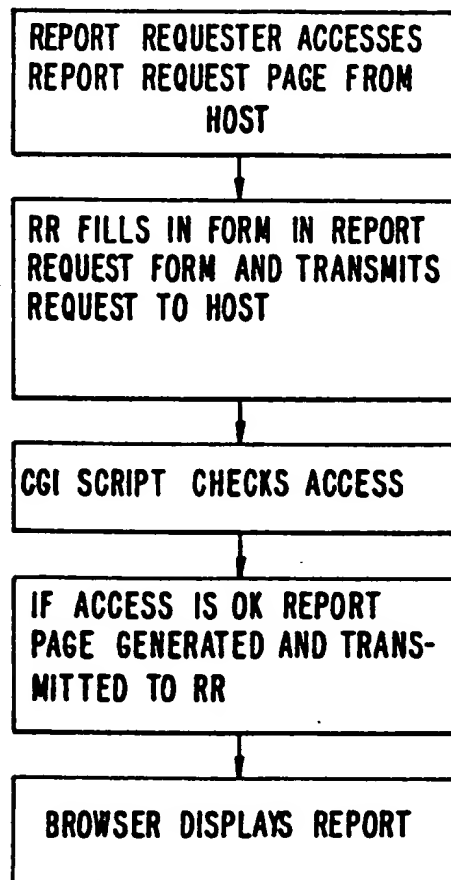 REPORT REQUESTER ACCESSES
REPORT REQUEST PAGE FROM
HOST
RR FILLS IN FORM IN REPORT
REQUEST FORM AND TRANSMITS
REQUEST TO HOST
CGI SCRIPT CHECKS ACCESS
IF ACCESS IS OK REPORT
PAGE GENERATED AND TRANS-
MITTED TO RR
BROWSER DISPLAYS REPORT